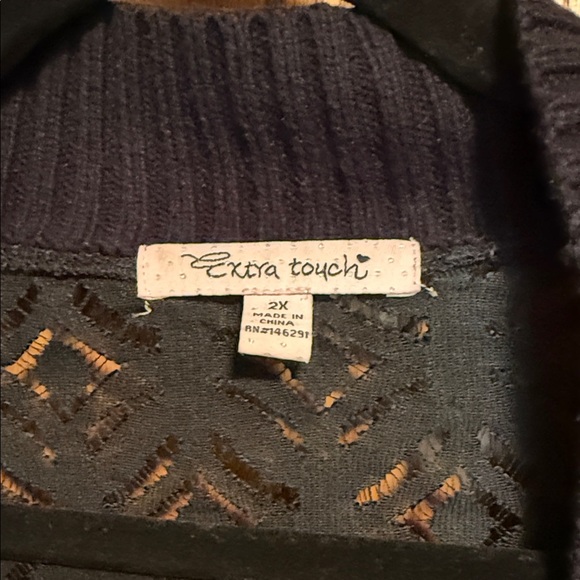 Extra touch
2X
MADE IN
CHINA
RN#146291